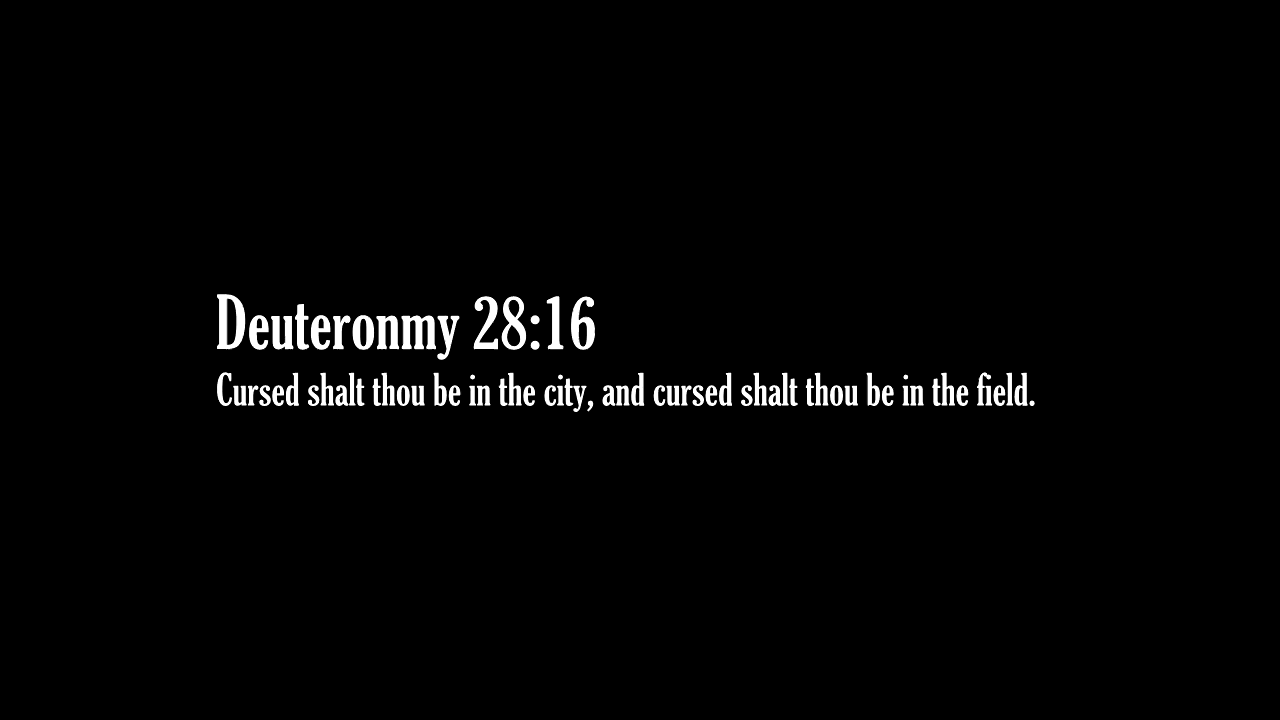 Deuteronmy 28:16
Cursed shalt thou be in the city, and cursed shalt thou be in the field.